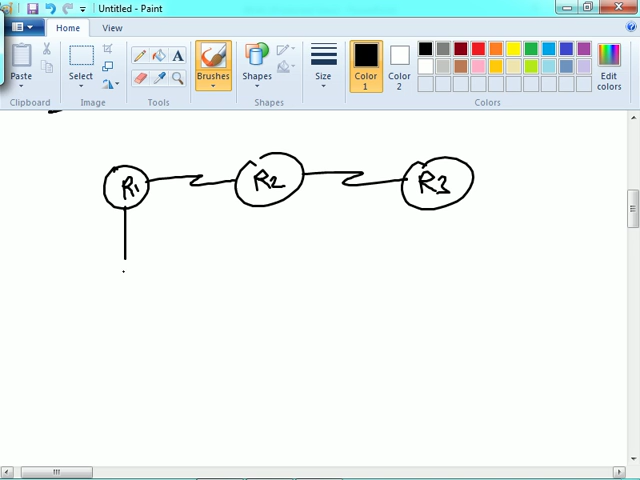 Untitled - Paint
Home View
Paste Select Brushes Shapes Size Color 1 Color 2 Edit colors
Clipboard Image Tools Shapes Colors
A
R1 R2 R3